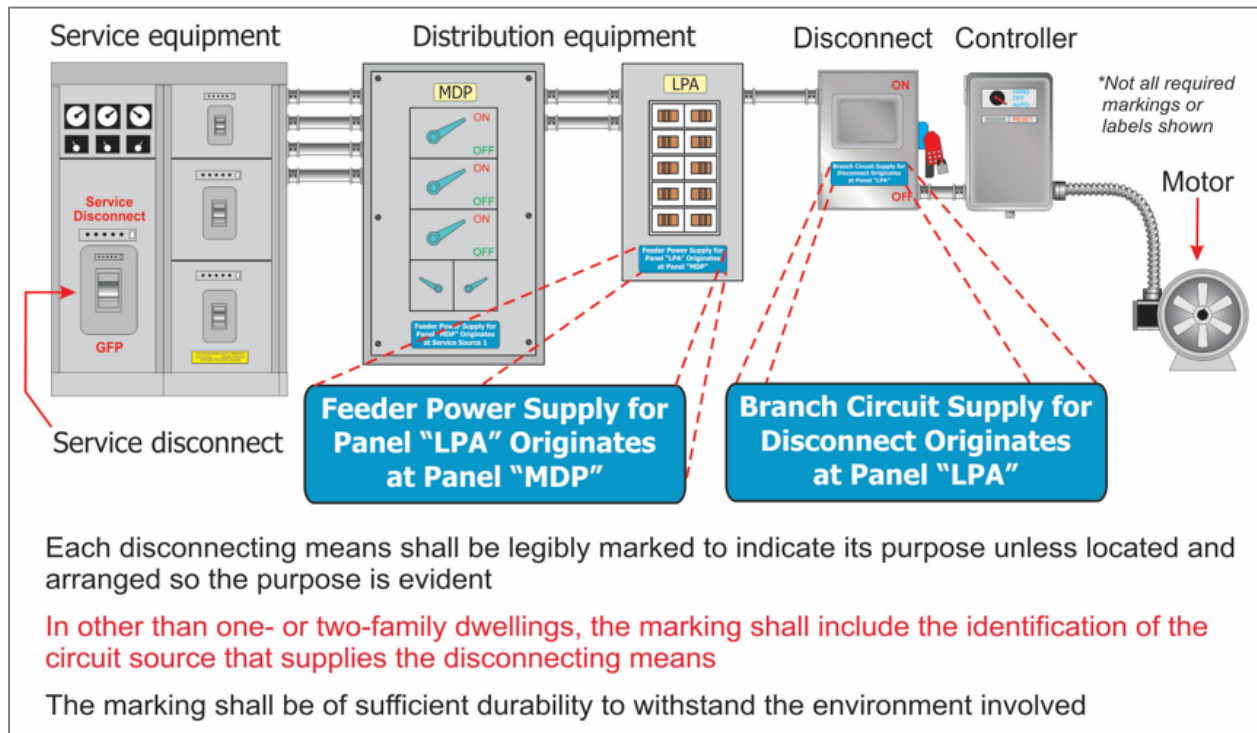 Service equipment
Distribution equipment
Disconnect
Controller
*Not all required
markings or
labels shown
Motor
MDP
ON
OFF
ON
OFF
ON
OFF
Feeder Power Supply for
Panel "MDP" Originates
at Service Source 1
LPA
Feeder Power Supply for
Panel "LPA" Originates
at Panel "MDP"
ON
Branch Circuit Supply for
Disconnect Originates
at Panel "LPA"
OFF
HAND
OFF
AUTO
RESET
Service
Disconnect
GFP
Service disconnect
Feeder Power Supply for
Panel “LPA” Originates
at Panel “MDP”
Branch Circuit Supply for
Disconnect Originates
at Panel “LPA”
Each disconnecting means shall be legibly marked to indicate its purpose unless located and
arranged so the purpose is evident
In other than one- or two-family dwellings, the marking shall include the identification of the
circuit source that supplies the disconnecting means
The marking shall be of sufficient durability to withstand the environment involved